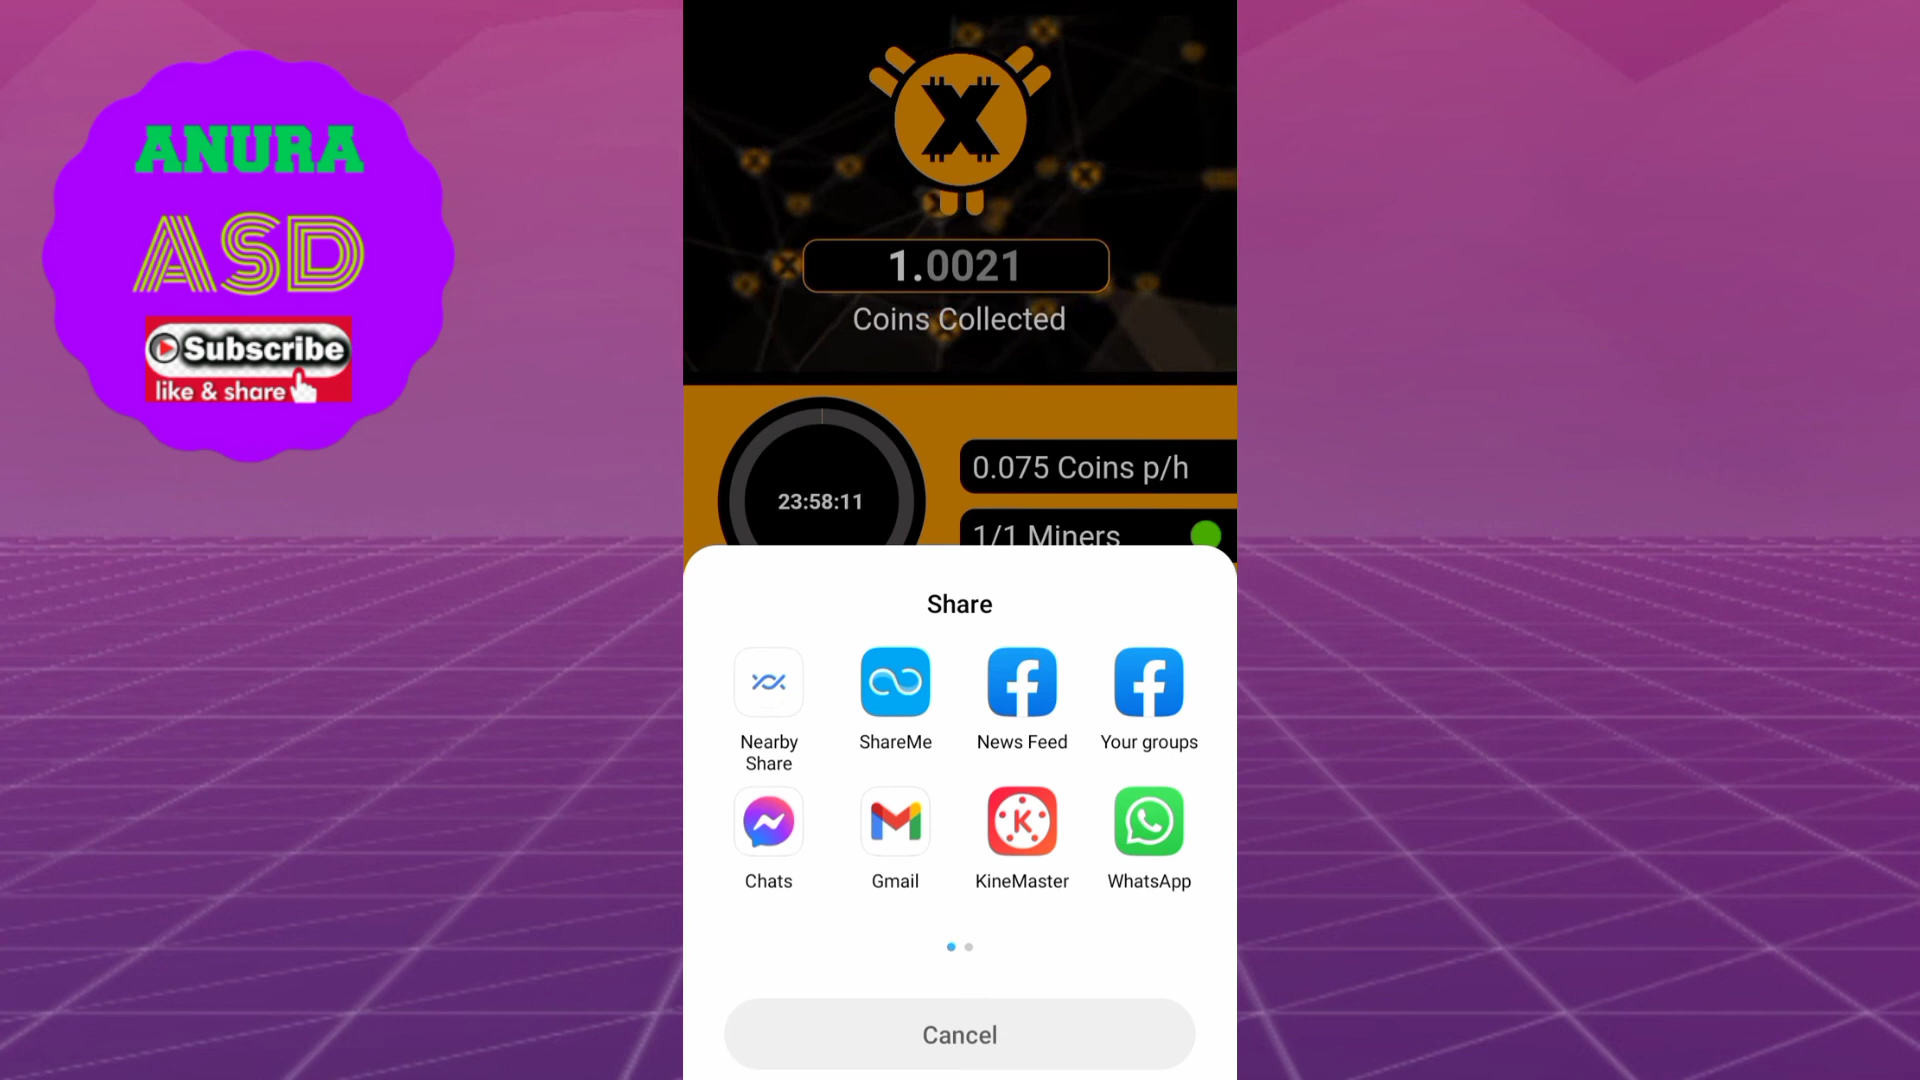 ANURA
ASD
Subscribe
like & share
X
1.0021
Coins Collected
23:58:11
0.075 Coins p/h
1/1 Miners
Share
Nearby Share
ShareMe
News Feed
Your groups
Chats
Gmail
KineMaster
WhatsApp
Cancel